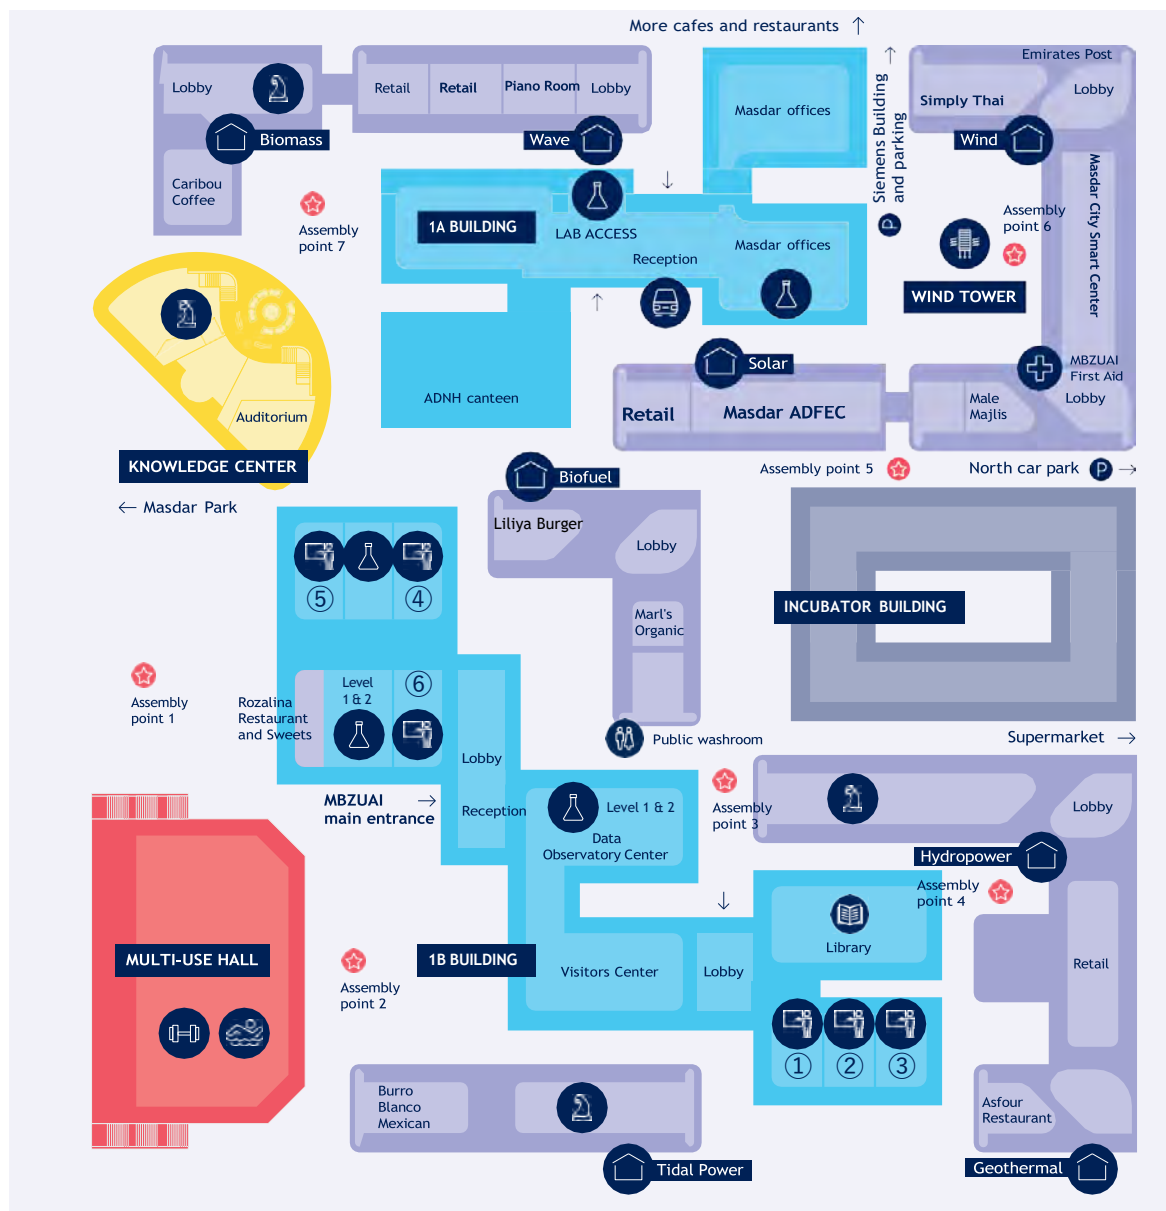 More cafes and restaurants
Emirates Post
Lobby
Retail
Retail
Piano Room
Lobby
Masdar offices
Siemens Building
and parking
Simply Thai
Lobby
Biomass
Wave
Wind
Caribou
Coffee
Assembly
point 7
1A BUILDING
LAB ACCESS
Reception
Masdar offices
P
Assembly
point 6
Masdar City Smart Center
WIND TOWER
Solar
MBZUAI
First Aid
ADNH canteen
Retail
Masdar ADFEC
Male
Majlis
Lobby
Auditorium
KNOWLEDGE CENTER
Assembly point 5
North car park
P
Masdar Park
Biofuel
Liliya Burger
Lobby
5
4
INCUBATOR BUILDING
Marl's
Organic
Assembly
point 1
Rozalina
Restaurant
and Sweets
Level
1 & 2
6
Public washroom
Supermarket
Lobby
MBZUAI
main entrance
Reception
Level 1 & 2
Data
Observatory Center
Assembly
point 3
Lobby
Hydropower
Assembly
point 4
MULTI-USE HALL
1B BUILDING
Library
Assembly
point 2
Visitors Center
Lobby
Retail
1
2
3
Burro
Blanco
Mexican
Asfour
Restaurant
Tidal Power
Geothermal